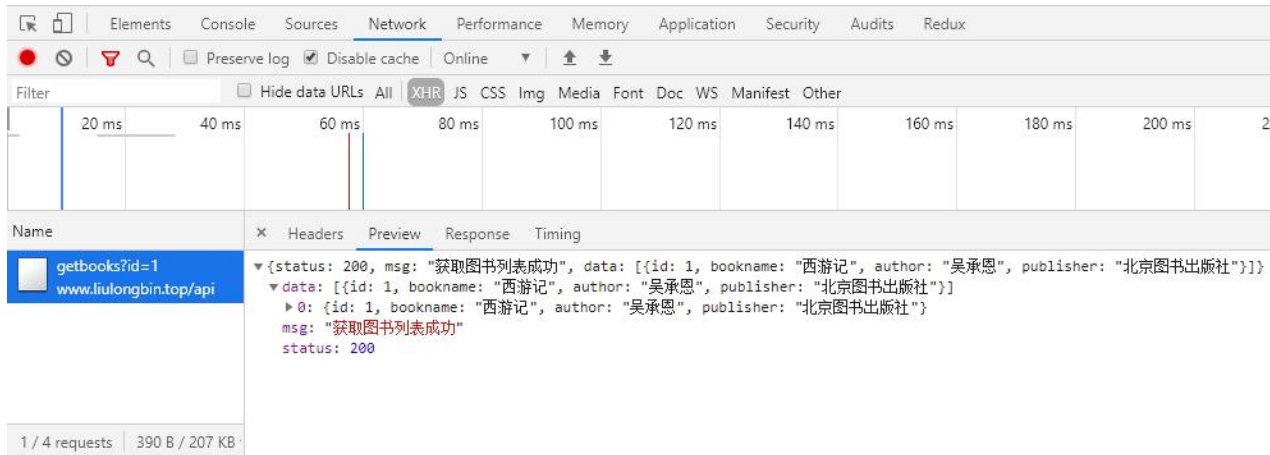 Elements Console Sources Network Performance Memory Application Security Audits Redux
Preserve log Disable cache Online
Filter Hide data URLs All XHR JS CSS Img Media Font Doc WS Manifest Other
20 ms 40 ms 60 ms 80 ms 100 ms 120 ms 140 ms 160 ms 180 ms 200 ms 2
Name × Headers Preview Response Timing
getbooks?id=1
www.liulongbin.top/api
▼{status: 200, msg: "获取图书列表成功", data: [{id: 1, bookname: "西游记", author: "吴承恩", publisher: "北京图书出版社"}]}
▼data: [{id: 1, bookname: "西游记", author: "吴承恩", publisher: "北京图书出版社"}]
▶0: {id: 1, bookname: "西游记", author: "吴承恩", publisher: "北京图书出版社"}
msg: "获取图书列表成功"
status: 200
1 / 4 requests 390 B / 207 KB